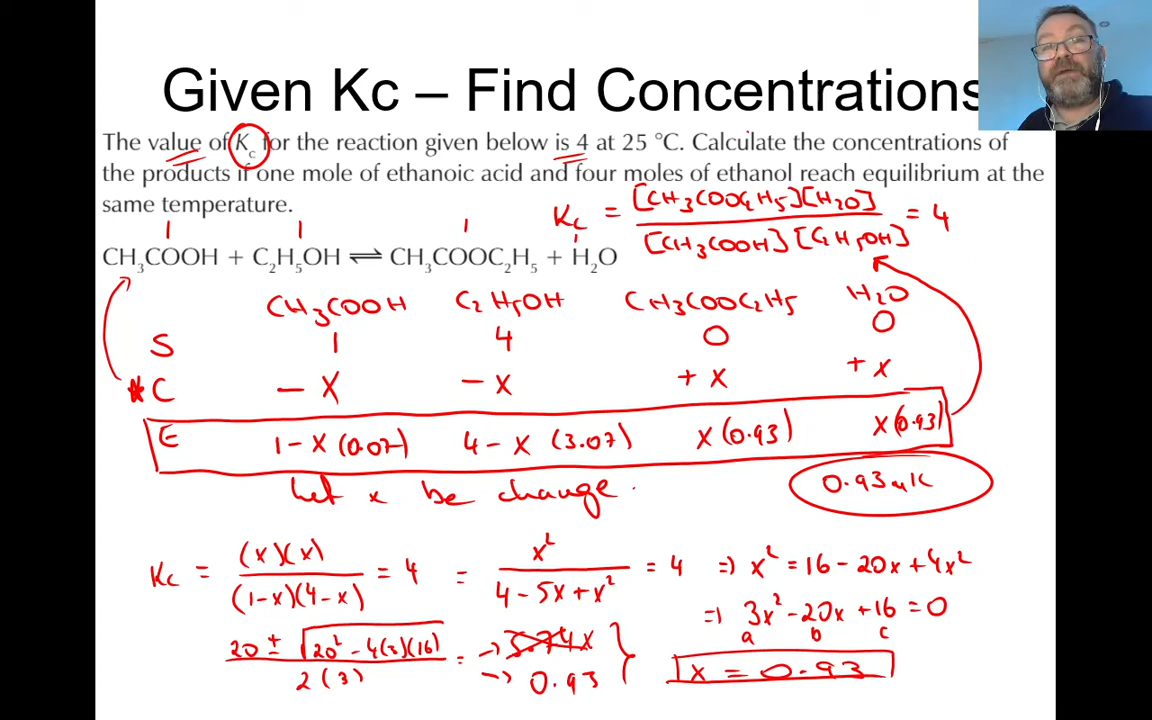 Given Kc – Find Concentrations
The value of Kc for the reaction given below is 4 at 25 °C. Calculate the concentrations of
the products if one mole of ethanoic acid and four moles of ethanol reach equilibrium at the
same temperature.
Kc = [CH3COOC2H5][H2O] / [CH3COOH][C2H5OH] = 4
1 1 1 1
CH3COOH + C2H5OH ⇌ CH3COOC2H5 + H2O
CH3COOH C2H5OH CH3COOC2H5 H2O
S 1 4 0 0
* C - X - X + X + X
E 1 - X (0.07) 4 - X (3.07) X (0.93) X (0.93)
Let x be change.
0.93
Kc = (x)(x) / (1-x)(4-x) = 4 = x² / 4 - 5x + x² = 4 => x² = 16 - 20x + 4x²
=> 3x² - 20x + 16 = 0
a b c
20 ± √20² - 4(3)(16) / 2(3) = -> 5.74 x
-> 0.93
x = 0.93